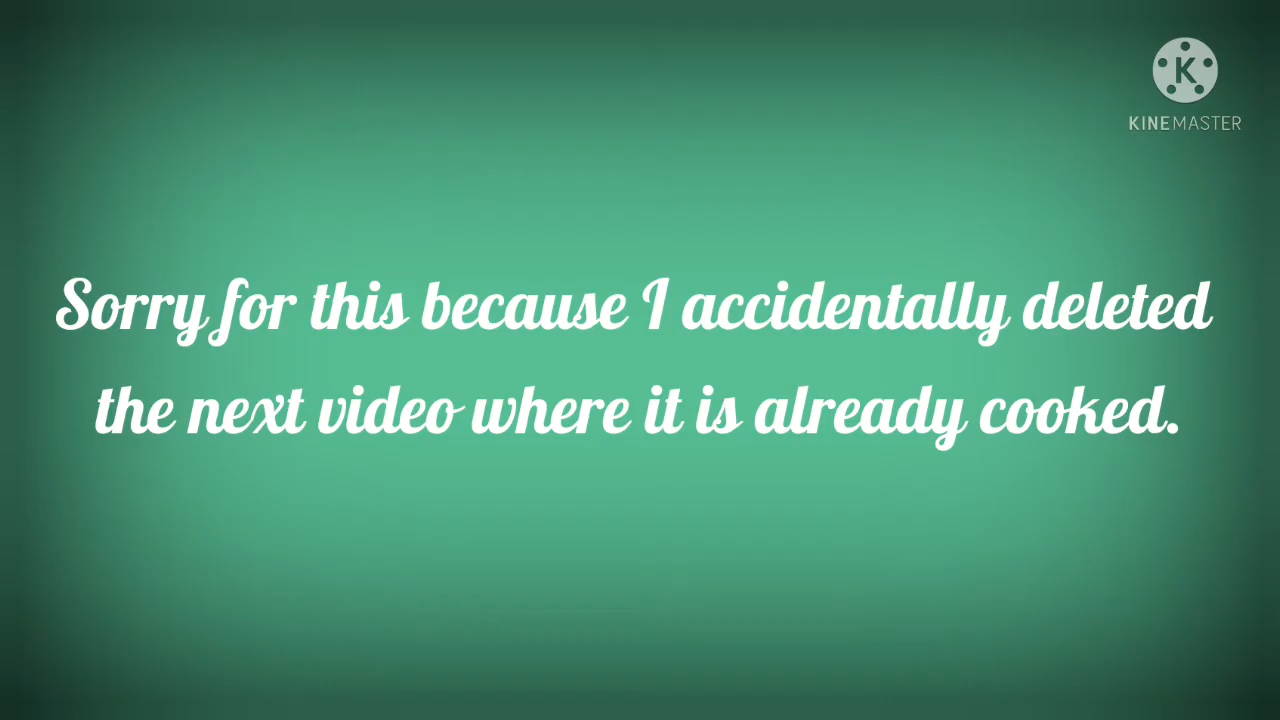 K
KINEMASTER
Sorry for this because I accidentally deleted
the next video where it is already cooked.